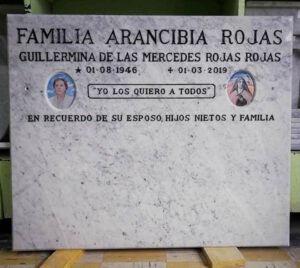 FAMILIA ARANCIBIA ROJAS
GUILLERMINA DE LAS MERCEDES ROJAS ROJAS
★ 01-08-1946 ✝ 01-03-2019
"YO LOS QUIERO A TODOS"
EN RECUERDO DE SU ESPOSO, HIJOS NIETOS Y FAMILIA